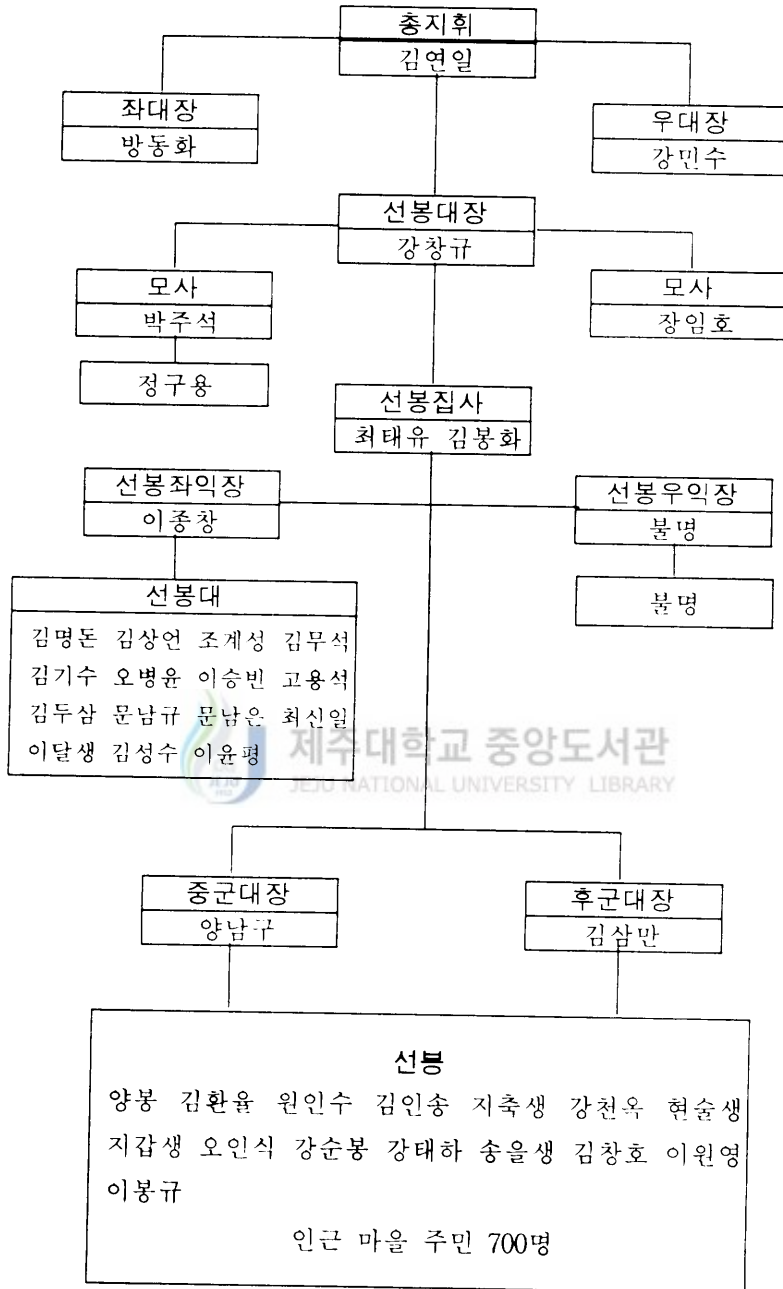 총지휘
김연일
좌대장
방동화
우대장
강민수
선봉대장
강창규
모사
박주석
정구용
모사
장임호
선봉집사
최태유 김봉화
선봉좌익장
이종창
선봉우익장
불명
불명
선봉대
김명돈 김상언 조계성 김무석
김기수 오병윤 이승빈 고용석
김두삼 문남규 문남은 최신일
이달생 김성수 이윤평
제주대학교 중앙도서관
JEJU NATIONAL UNIVERSITY LIBRARY
중군대장
양남구
후군대장
김삼만
선봉
양봉 김환율 원인수 김인송 지축생 강천옥 현술생
지갑생 오인식 강순봉 강태하 송을생 김창호 이원영
이봉규
인근 마을 주민 700명